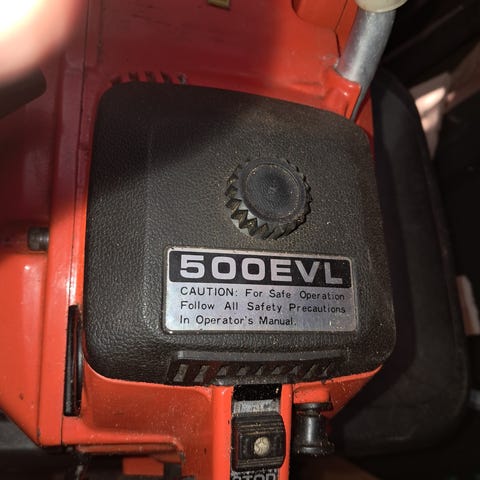 500EVL
CAUTION: For Safe Operation
Follow All Safety Precautions
In Operator's Manual.